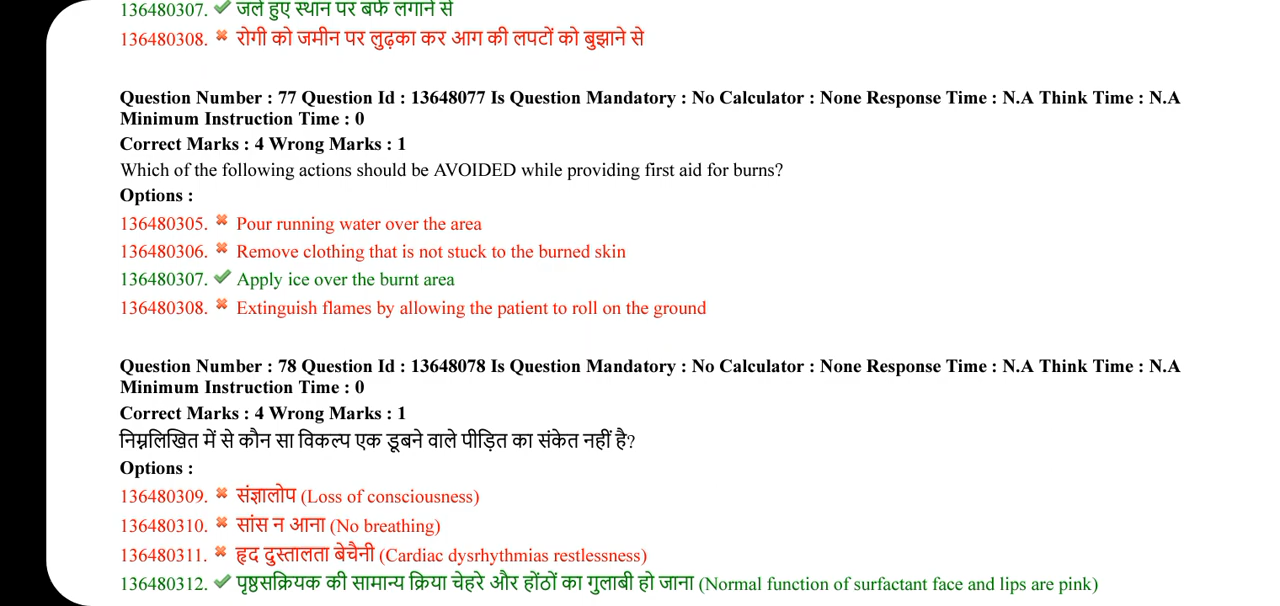 136480307. जले हुए स्थान पर बर्फ लगाने से
136480308. रोगी को जमीन पर लुढ़का कर आग की लपटों को बुझाने से
Question Number : 77 Question Id : 13648077 Is Question Mandatory : No Calculator : None Response Time : N.A Think Time : N.A
Minimum Instruction Time : 0
Correct Marks : 4 Wrong Marks : 1
Which of the following actions should be AVOIDED while providing first aid for burns?
Options :
136480305. Pour running water over the area
136480306. Remove clothing that is not stuck to the burned skin
136480307. Apply ice over the burnt area
136480308. Extinguish flames by allowing the patient to roll on the ground
Question Number : 78 Question Id : 13648078 Is Question Mandatory : No Calculator : None Response Time : N.A Think Time : N.A
Minimum Instruction Time : 0
Correct Marks : 4 Wrong Marks : 1
निम्नलिखित में से कौन सा विकल्प एक डूबने वाले पीड़ित का संकेत नहीं है?
Options :
136480309. संज्ञालोप (Loss of consciousness)
136480310. सांस न आना (No breathing)
136480311. हृद दुस्तालता बेचैनी (Cardiac dysrhythmias restlessness)
136480312. पृष्ठसक्रियक की सामान्य क्रिया चेहरे और होंठों का गुलाबी हो जाना (Normal function of surfactant face and lips are pink)